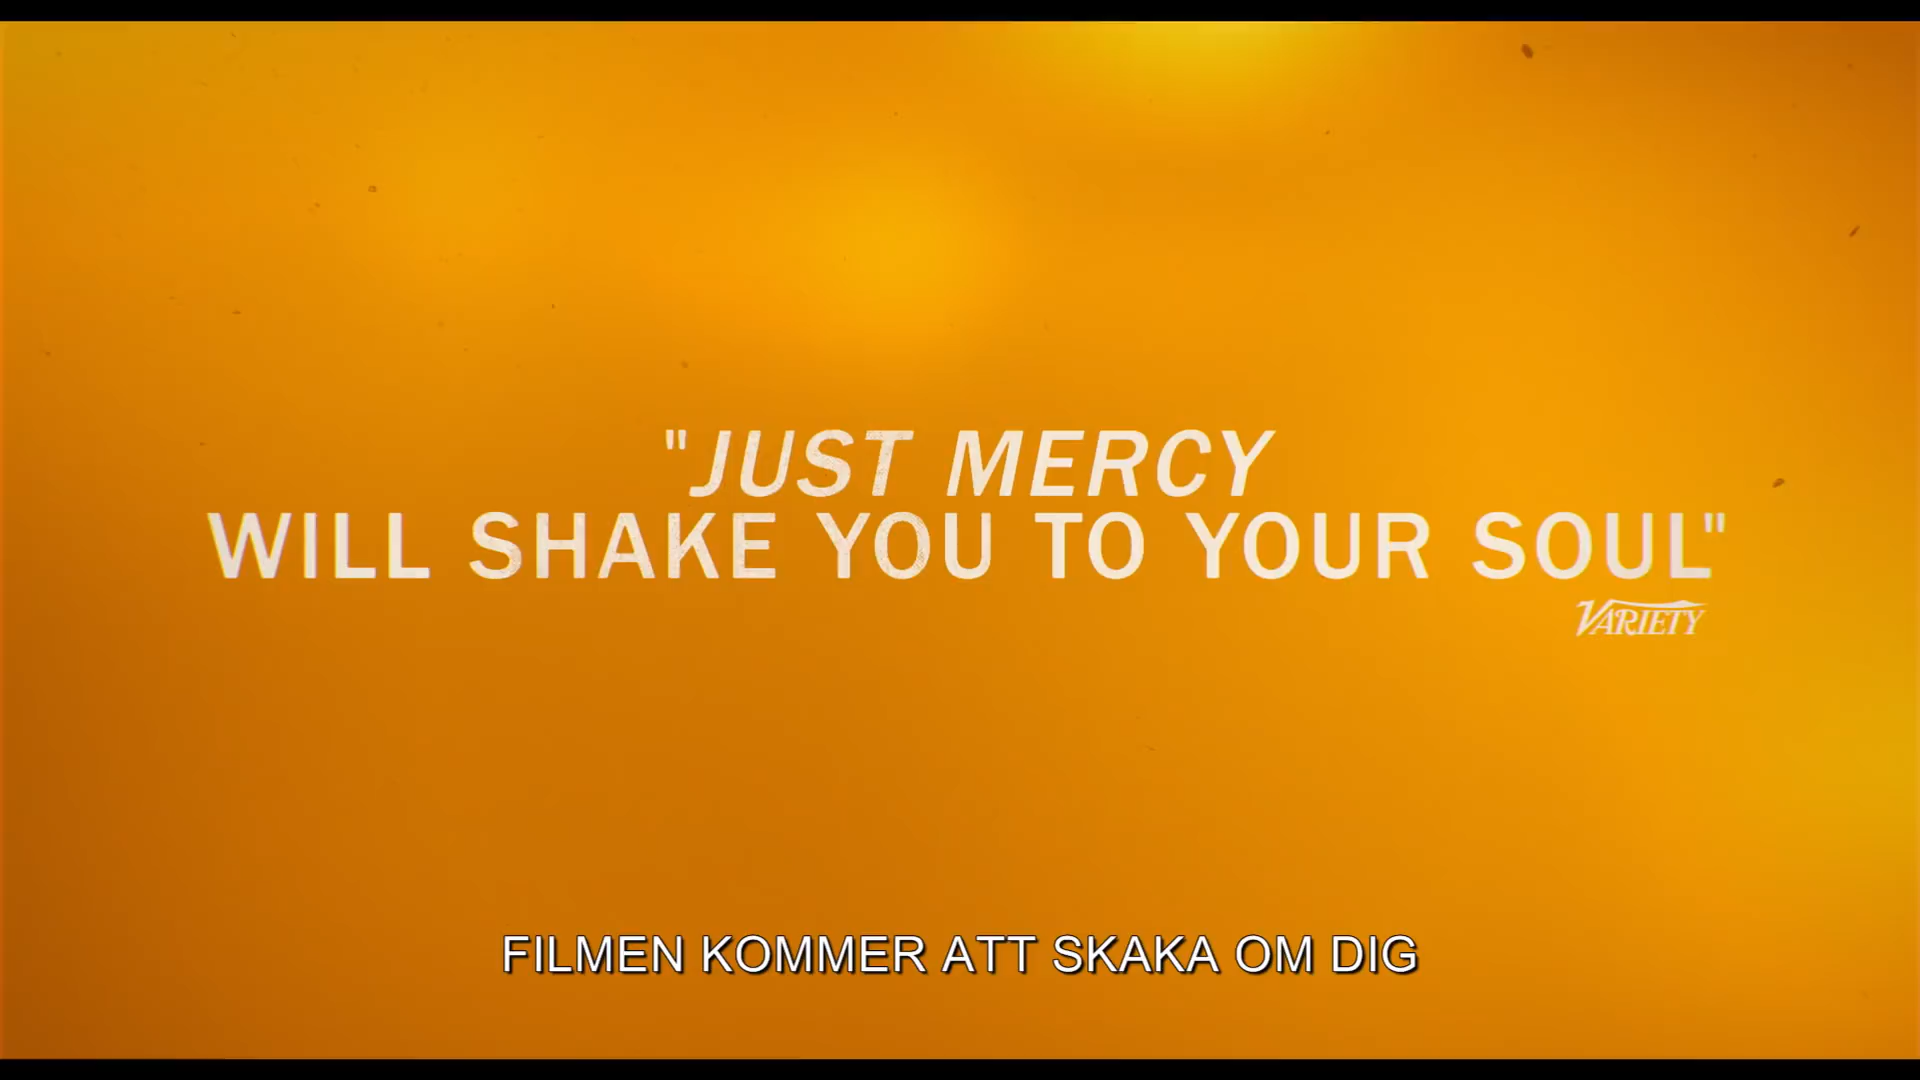 "JUST MERCY
WILL SHAKE YOU TO YOUR SOUL"
VARIETY
FILMEN KOMMER ATT SKAKA OM DIG